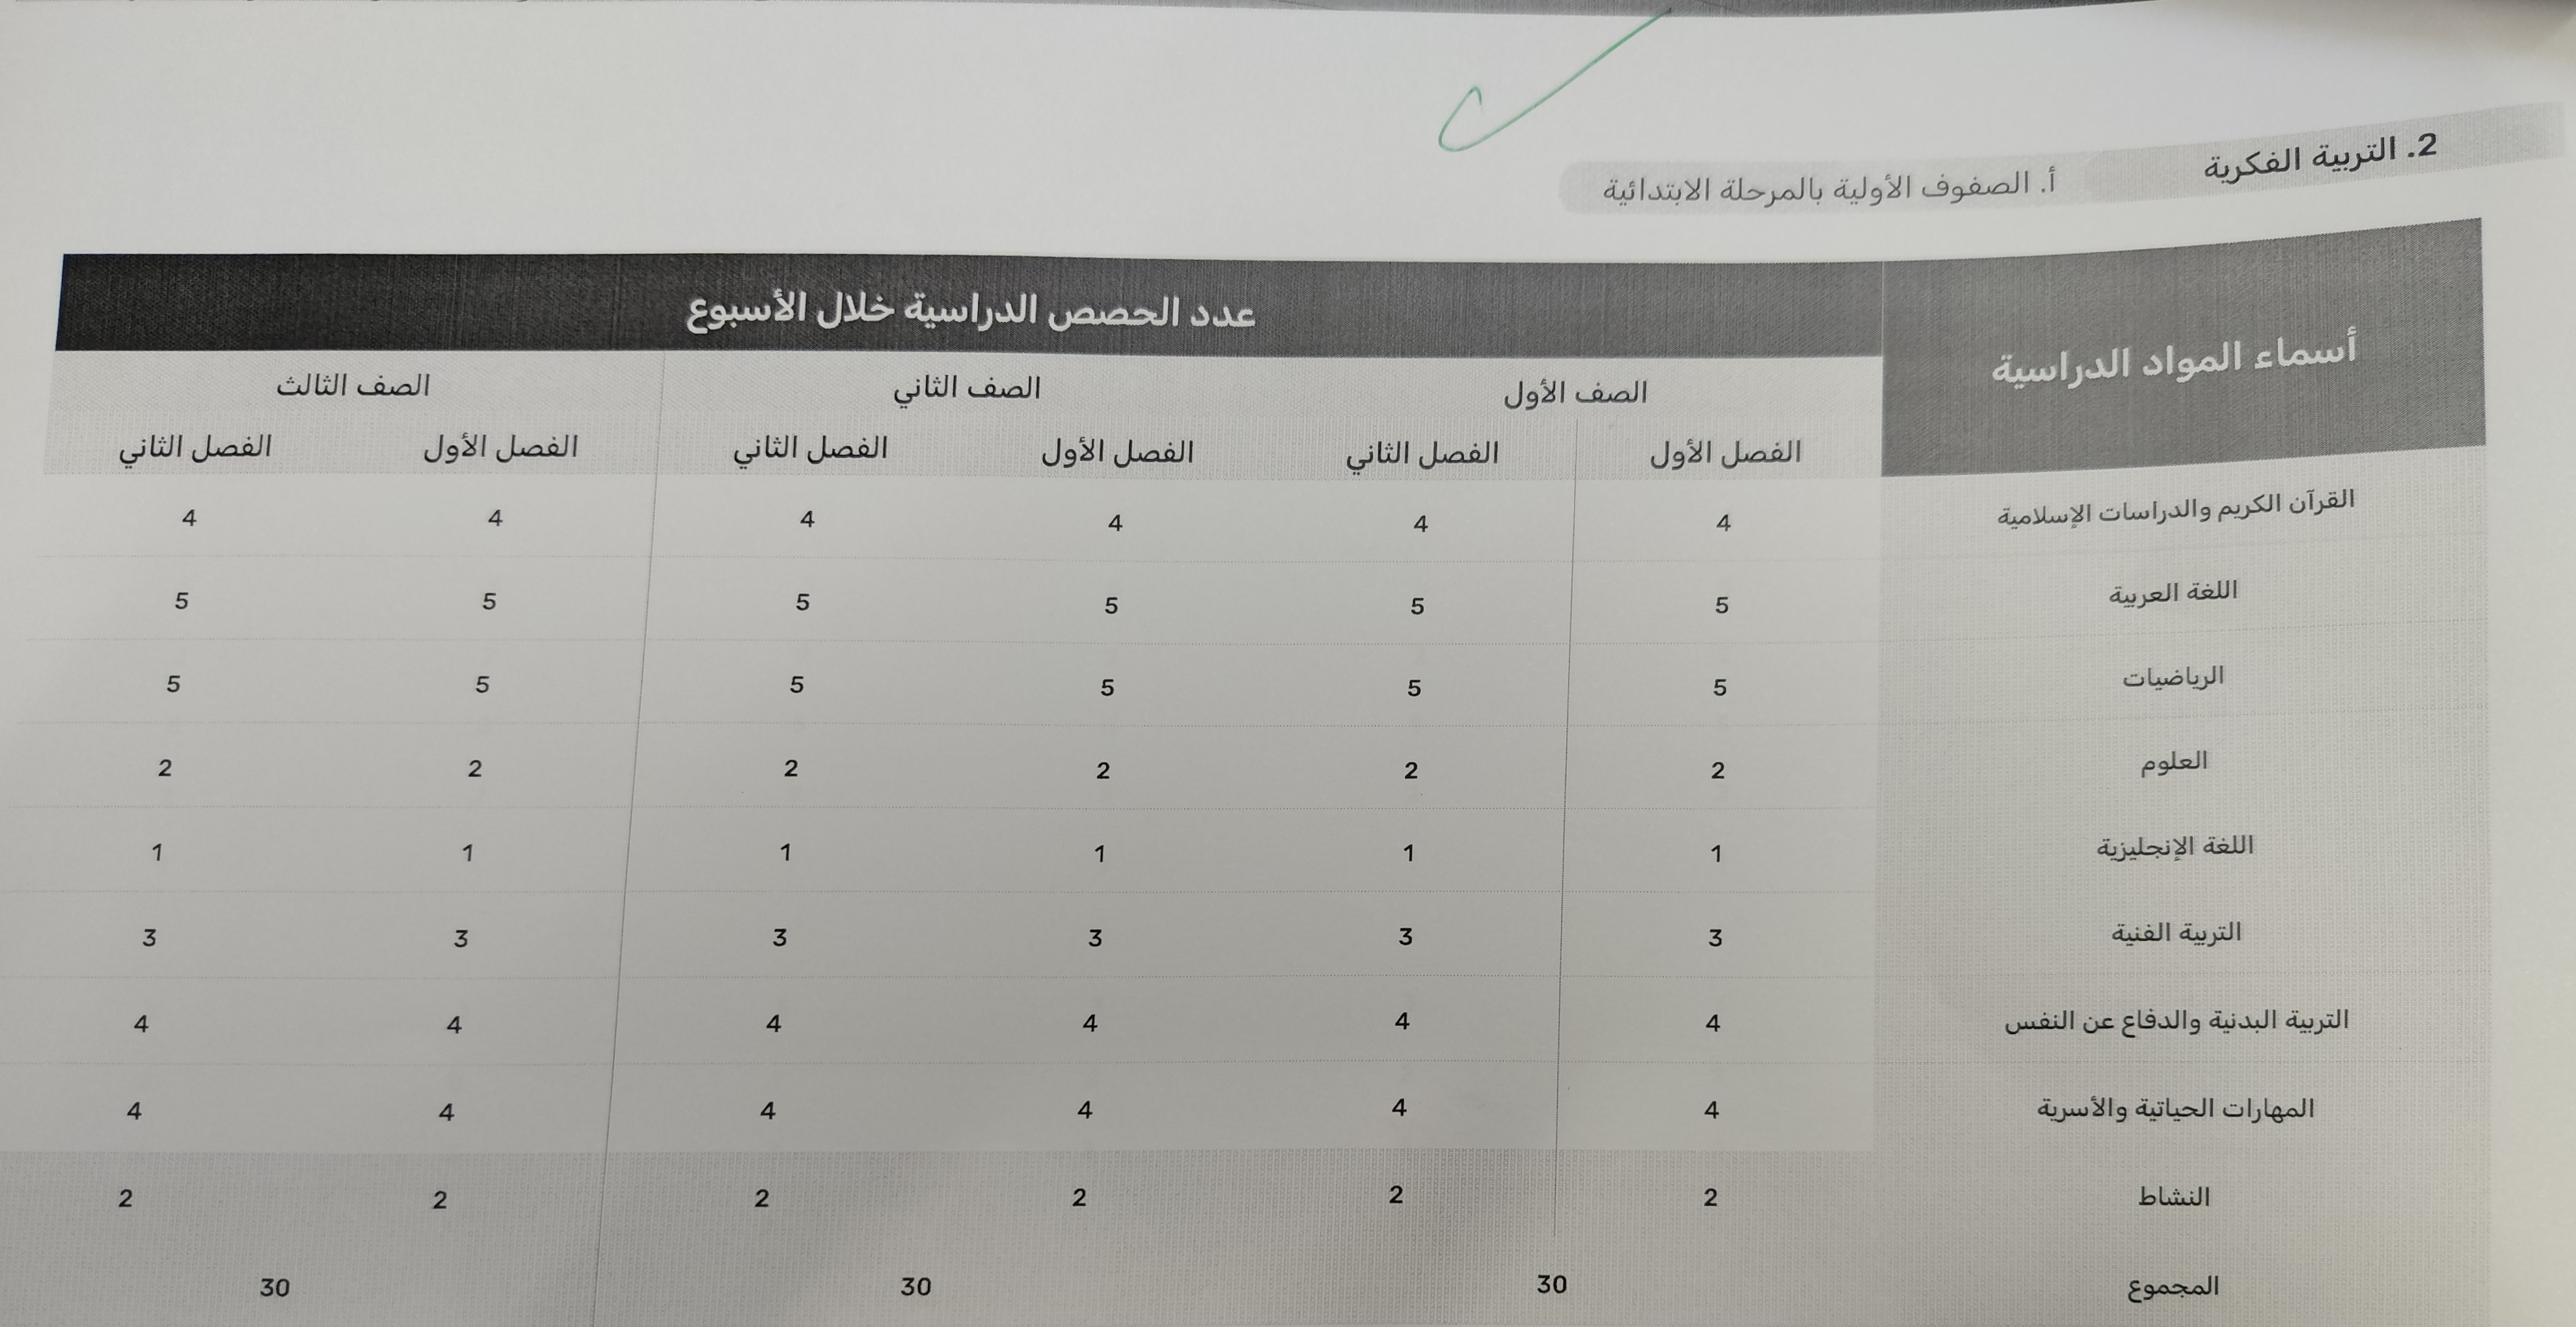 2. التربية الفكرية
أ. الصفوف الأولية بالمرحلة الابتدائية
أسماء المواد الدراسية عدد الحصص الدراسية خلال الأسبوع
الصف الأول الصف الثاني الصف الثالث
الفصل الأول الفصل الثاني الفصل الأول الفصل الثاني الفصل الأول الفصل الثاني
القرآن الكريم والدراسات الإسلامية 4 4 4 4 4 4
اللغة العربية 5 5 5 5 5 5
الرياضيات 5 5 5 5 5 5
العلوم 2 2 2 2 2 2
اللغة الإنجليزية 1 1 1 1 1 1
التربية الفنية 3 3 3 3 3 3
التربية البدنية والدفاع عن النفس 4 4 4 4 4 4
المهارات الحياتية والأسرية 4 4 4 4 4 4
النشاط 2 2 2 2 2 2
المجموع 30 30 30